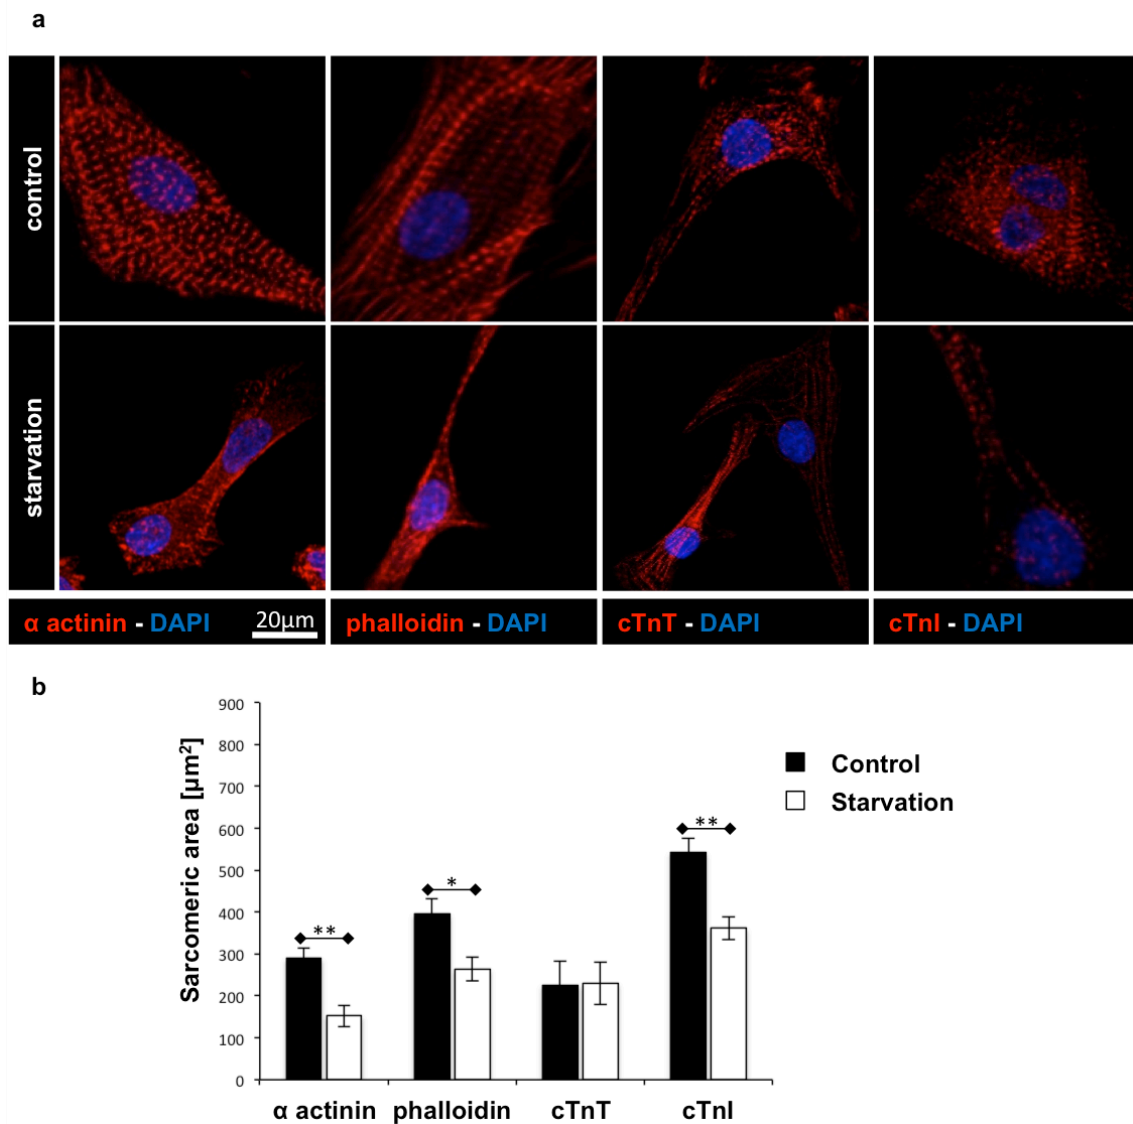 a
control
starvation
α actinin - DAPI
20µm
phalloidin - DAPI
cTnT - DAPI
cTnI - DAPI
b
Sarcomeric area [µm²]
900
800
700
600
500
400
300
200
100
0
**
*
**
Control
Starvation
α actinin
phalloidin
cTnT
cTnI